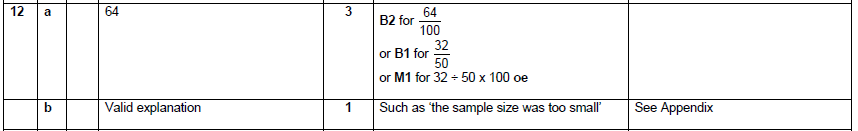 12 a 64 3 B2 for 64/100
or B1 for 32/50
or M1 for 32 ÷ 50 x 100 oe
b Valid explanation 1 Such as ‘the sample size was too small’ See Appendix